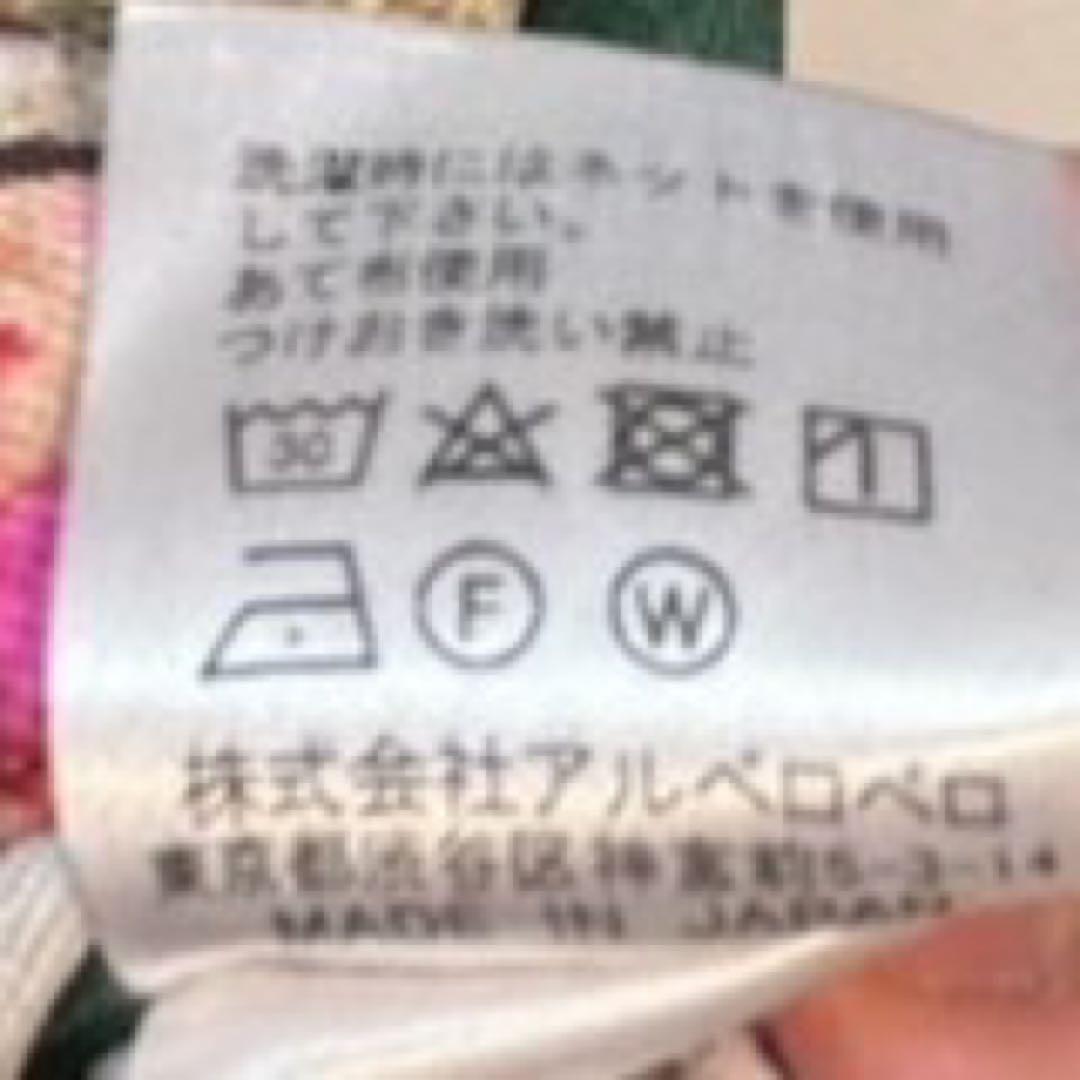 洗濯時にはネットを使用
して下さい。
あて布使用
つけおき洗い禁止
30
F W
株式会社アルベロベロ
東京都渋谷区神宮前5-3-14
MADE IN JAPAN